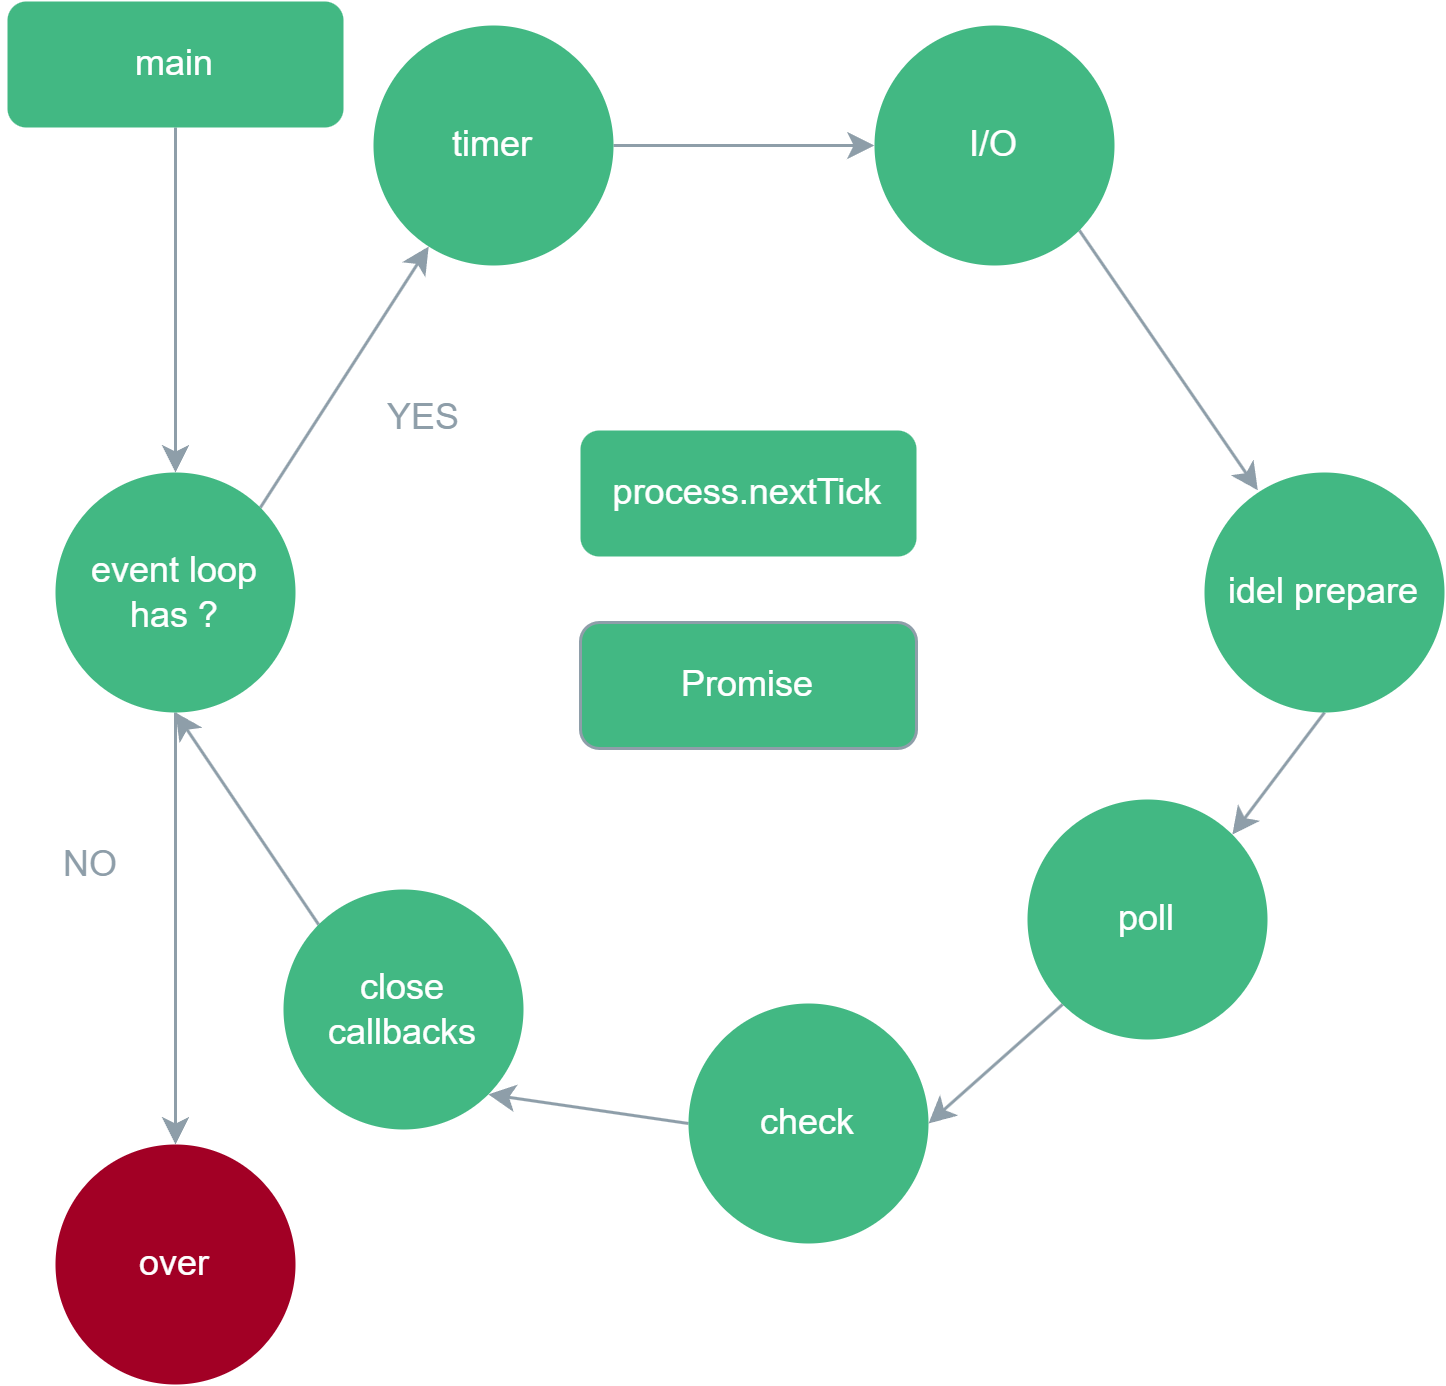 main
timer
I/O
YES
process.nextTick
event loop
has ?
idel prepare
Promise
NO
poll
close
callbacks
check
over